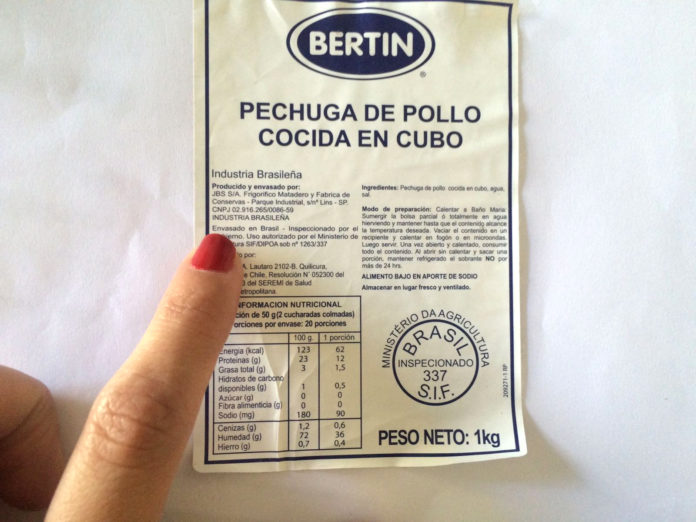 BERTIN
®
PECHUGA DE POLLO
COCIDA EN CUBO
Industria Brasileña
Producido y envasado por:
JBS S/A. Frigorifico Matadero y Fabrica de
Conservas - Parque Industrial, s/nº Lins - SP.
CNPJ 02.916.265/0086-59
INDUSTRIA BRASILEÑA
Envasado en Brasil - Inspeccionado por el
Uso autorizado por el Ministerio de
SIF/DIPOA sob nº 1263/337
por:
Lautaro 2102-B, Quilicura,
Chile. Resolución N° 052300 del
del SEREMI de Salud
Ingredientes: Pechuga de pollo cocida en cubo, agua,
sal.
Modo de preparación: Calentar a Baño María:
Sumergir la bolsa parcial ó totalmente en agua
hierviendo y mantener hasta que el contenido alcance
la temperatura deseada. Vaciar el contenido en un
recipiente y calentar en fogón o en microondas.
Luego servir. Una vez abierto y calentado, consumir
todo el contenido. Al abrir sin calentar y sacar una
porción, mantener refrigerado el sobrante NO por
más de 24 hrs.
ALIMENTO BAJO EN APORTE DE SODIO
Almacenar en lugar fresco y ventilado.
INFORMACION NUTRICIONAL
de 50 g(2 cucharadas colmadas)
por envase: 20 porciones
100 g. 1 porción
Energía (kcal) 123 62
Proteinas (g) 23 12
Grasa total (g) 3 1,5
Hidratos de carbono
disponibles (g) 1 0,5
Azúcar (g) 0 0
Fibra alimenticia (g) 0 0
Sodio (mg) 180 90
Cenizas (g) 1,2 0,6
Humedad (g) 72 36
Hierro (g) 0,7 0,4
MINISTÉRIO DA AGRICULTURA
BRASIL
INSPECIONADO
337
S.I.F.
PESO NETO: 1kg